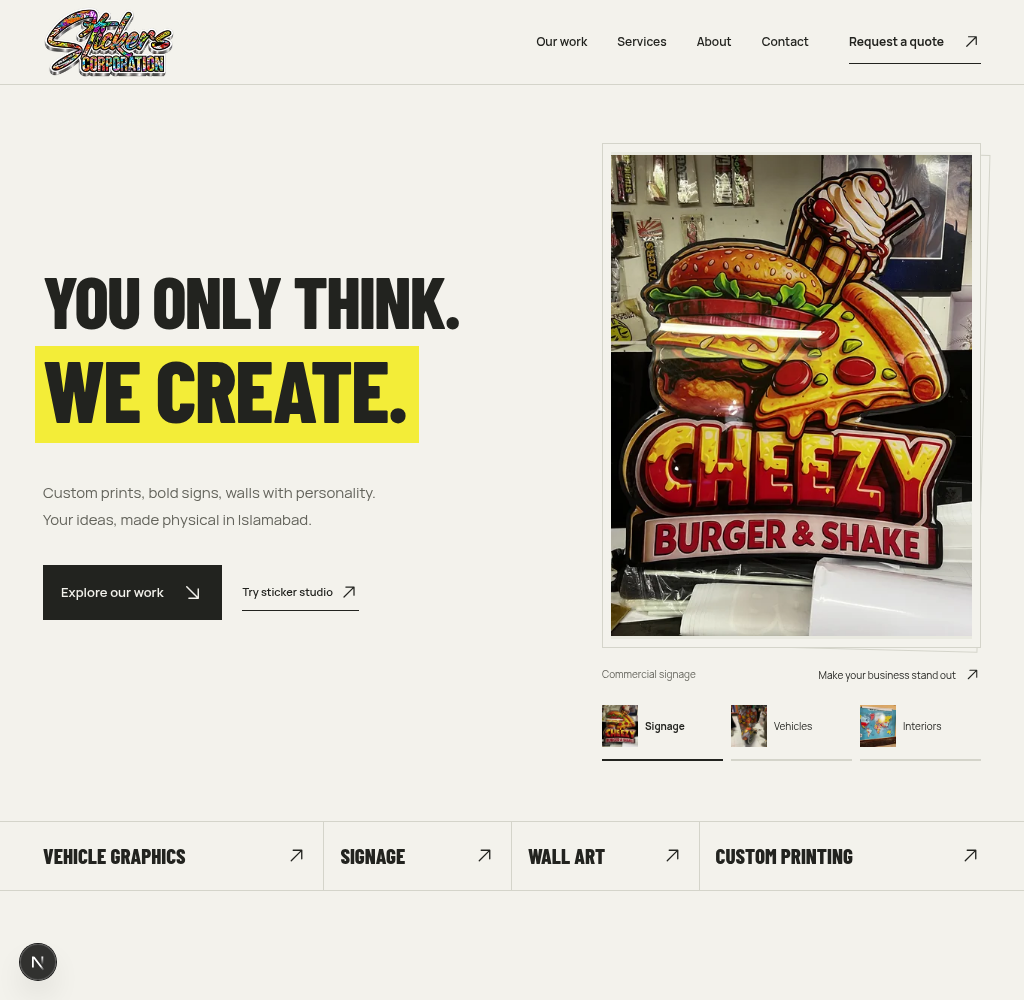 Stickers
CORPORATION
Our work
Services
About
Contact
Request a quote
YOU ONLY THINK.
WE CREATE.
Custom prints, bold signs, walls with personality.
Your ideas, made physical in Islamabad.
Explore our work
Try sticker studio
CHEEZY
BURGER & SHAKE
Commercial signage
Make your business stand out
Signage
Vehicles
Interiors
VEHICLE GRAPHICS
SIGNAGE
WALL ART
CUSTOM PRINTING
N